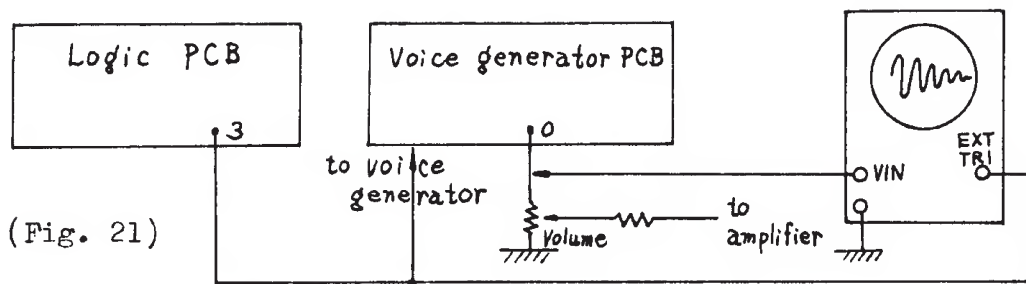 Logic PCB
3
Voice generator PCB
0
to voice
generator
EXT
TRI
VIN
to
amplifier
volume
(Fig. 21)